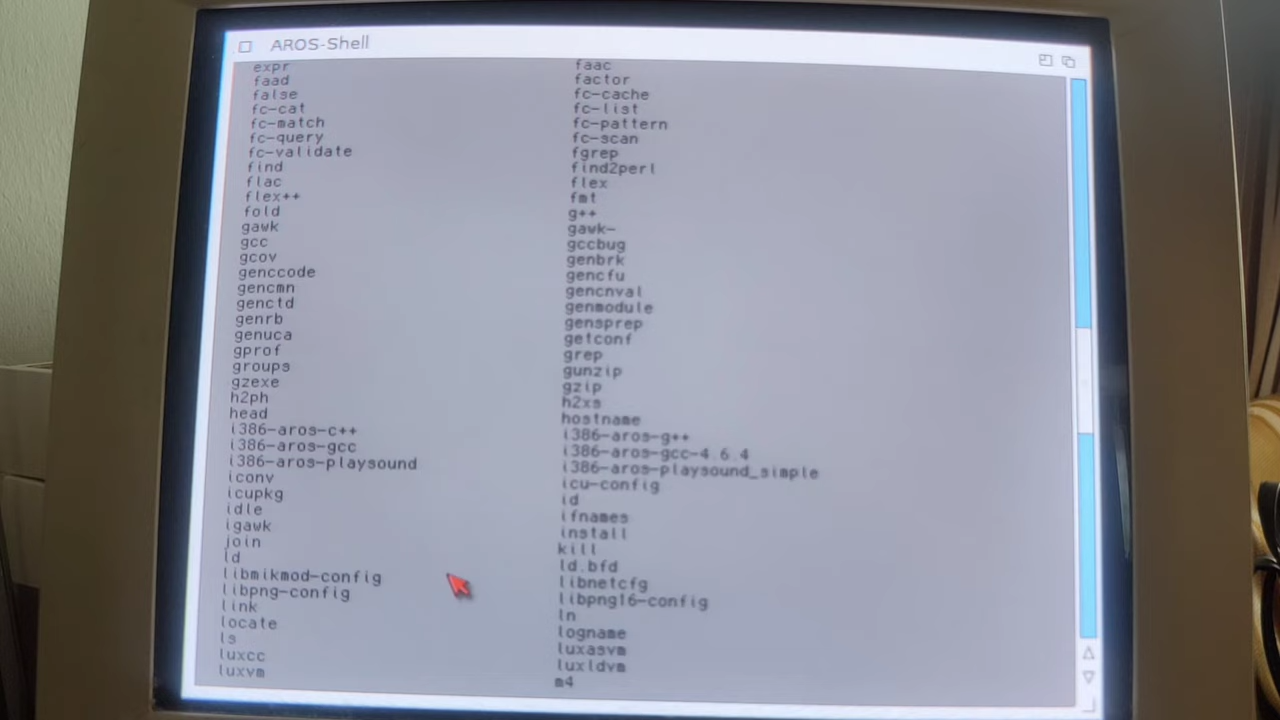 AROS-Shell
expr faac
faad factor
false fc-cache
fc-cat fc-list
fc-match fc-pattern
fc-query fc-scan
fc-validate fgrep
find find2perl
flac flex
flex++ fmt
fold g++
gawk gawk-
gcc gccbug
gcov genbrk
genccode gencfu
gencmn gencnval
genctd genmodule
genrb gensprep
genuca getconf
gprof grep
groups gunzip
gzexe gzip
h2ph h2xs
head hostname
i386-aros-c++ i386-aros-g++
i386-aros-gcc i386-aros-gcc-4.6.4
i386-aros-playsound i386-aros-playsound_simple
iconv icu-config
icupkg id
idle ifnames
igawk install
join kill
ld ld.bfd
libmikmod-config libnetcfg
libpng-config libpng16-config
link ln
locate logname
ls luxasvm
luxcc luxldvm
luxvm m4